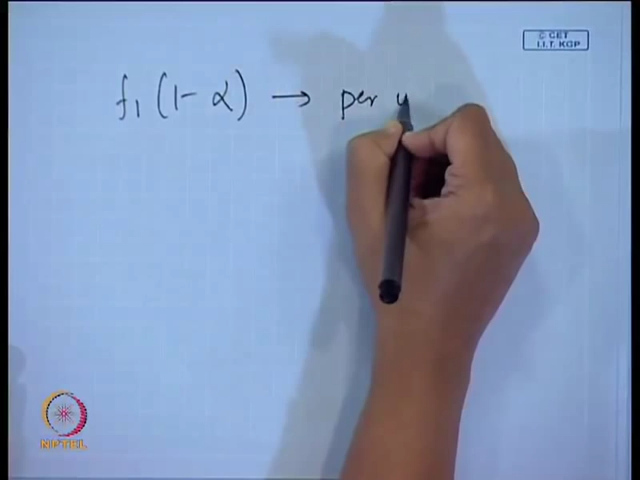 © CET
I.I.T. KGP
f₁ (1 - α) → per u
NPTEL